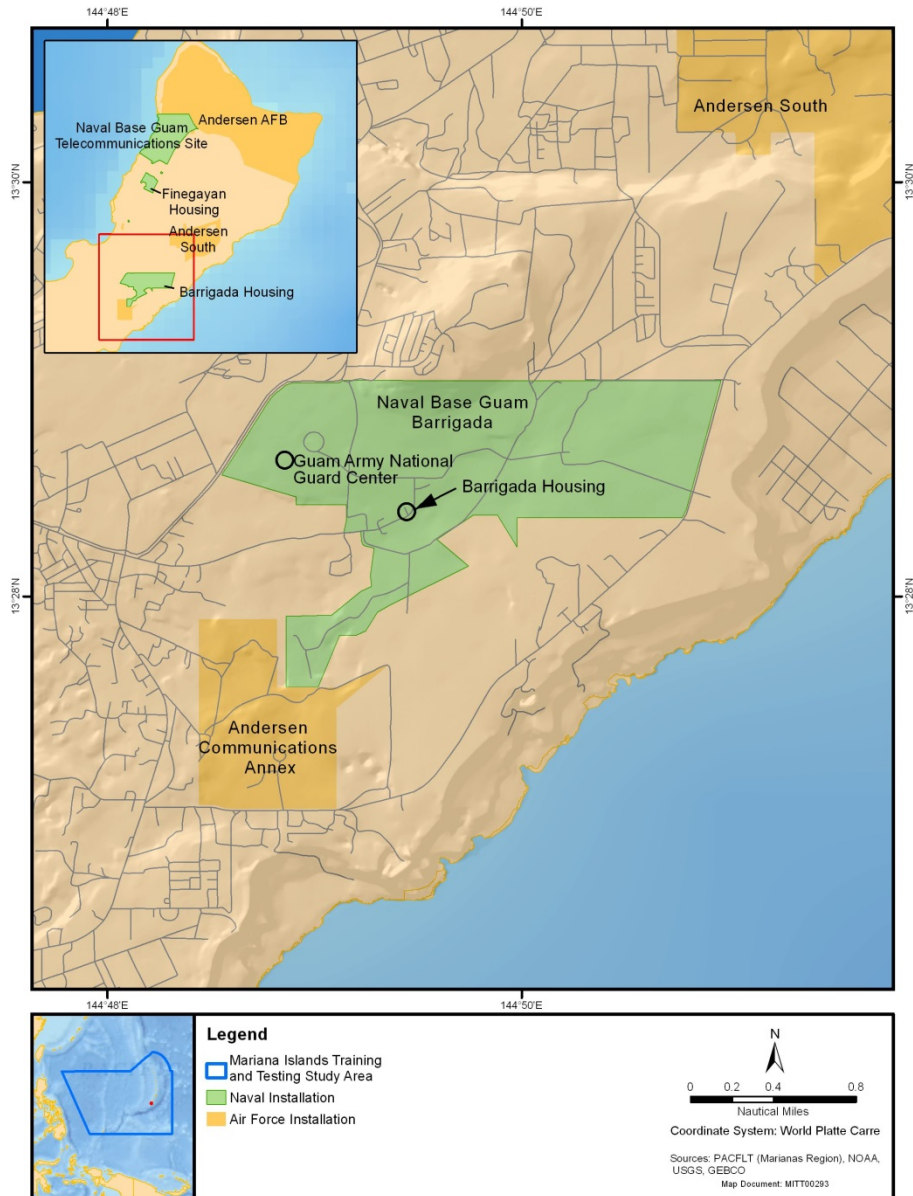 144°48'E
144°50'E
Andersen AFB
Naval Base Guam
Telecommunications Site
Finegayan
Housing
Andersen
South
Barrigada Housing
Andersen South
13°30'N
13°30'N
Naval Base Guam
Barrigada
Guam Army National
Guard Center
Barrigada Housing
13°28'N
13°28'N
Andersen
Communications
Annex
144°48'E
144°50'E
Legend
Mariana Islands Training
and Testing Study Area
Naval Installation
Air Force Installation
N
0 0.2 0.4 0.8
Nautical Miles
Coordinate System: World Platte Carre
Sources: PACFLT (Marianas Region), NOAA,
USGS, GEBCO
Map Document: MITT00293